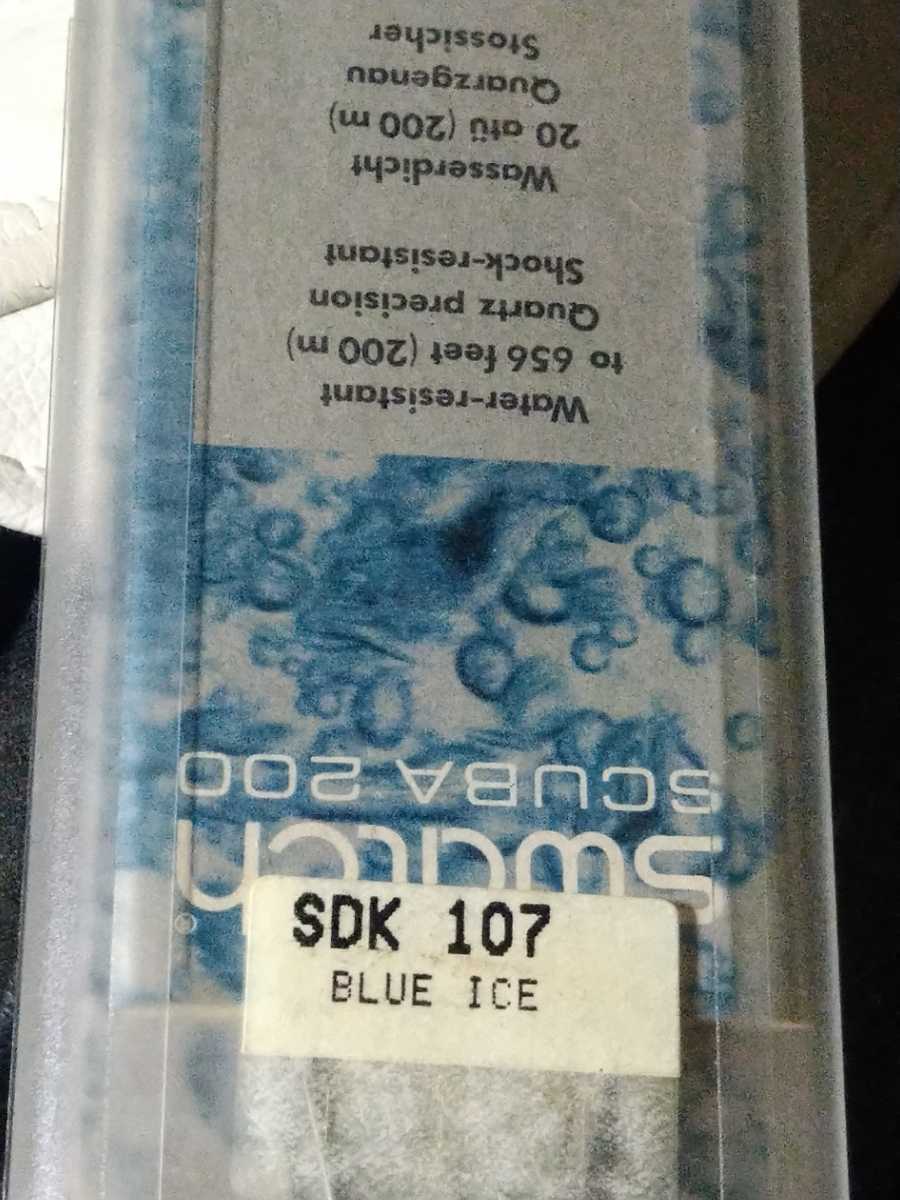 swatch®
SCUBA 200
Water-resistant
to 656 feet (200 m)
Quartz precision
Shock-resistant
Wasserdicht
20 atü (200 m)
Quarzgenau
Stossicher
SDK 107
BLUE ICE